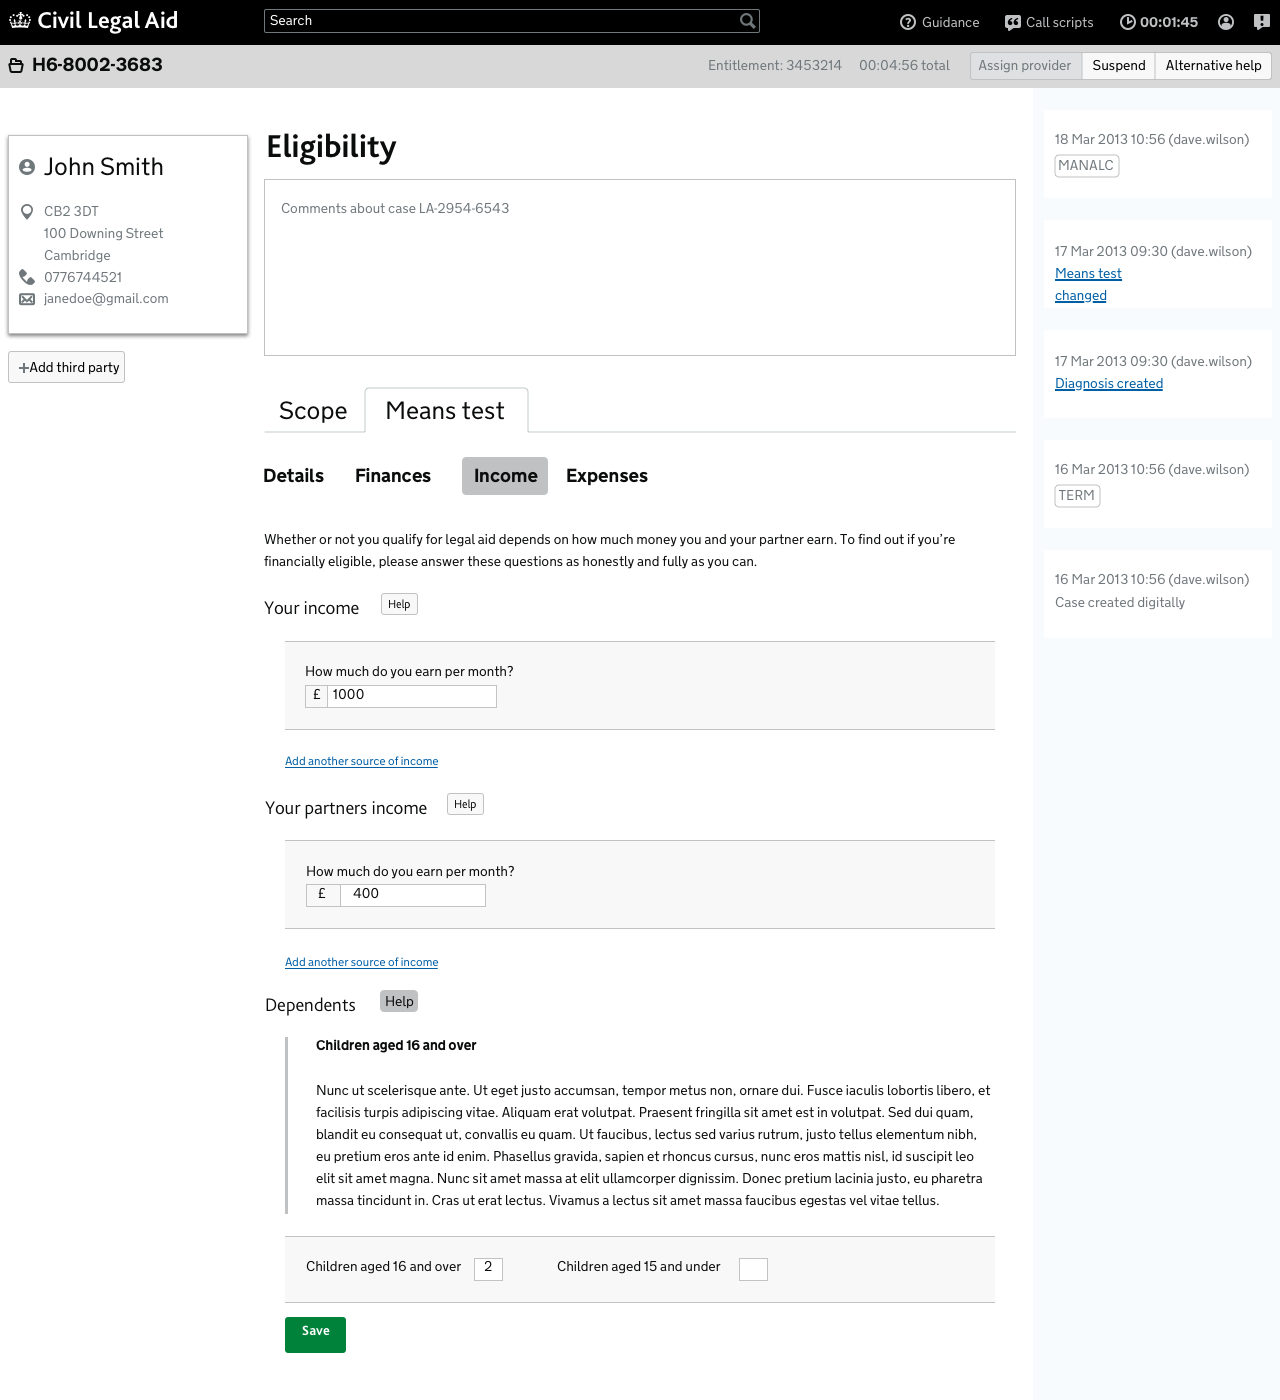 Civil Legal Aid
Search
Guidance
Call scripts
00:01:45
H6-8002-3683
Entitlement: 3453214
00:04:56 total
Assign provider
Suspend
Alternative help
John Smith
CB2 3DT
100 Downing Street
Cambridge
0776744521
janedoe@gmail.com
+Add third party
Eligibility
Comments about case LA-2954-6543
Scope
Means test
Details
Finances
Income
Expenses
Whether or not you qualify for legal aid depends on how much money you and your partner earn. To find out if you're
financially eligible, please answer these questions as honestly and fully as you can.
Your income
Help
How much do you earn per month?
£ 1000
Add another source of income
Your partners income
Help
How much do you earn per month?
£ 400
Add another source of income
Dependents
Help
Children aged 16 and over
Nunc ut scelerisque ante. Ut eget justo accumsan, tempor metus non, ornare dui. Fusce iaculis lobortis libero, et
facilisis turpis adipiscing vitae. Aliquam erat volutpat. Praesent fringilla sit amet est in volutpat. Sed dui quam,
blandit eu consequat ut, convallis eu quam. Ut faucibus, lectus sed varius rutrum, justo tellus elementum nibh,
eu pretium eros ante id enim. Phasellus gravida, sapien et rhoncus cursus, nunc eros mattis nisl, id suscipit leo
elit sit amet magna. Nunc sit amet massa at elit ullamcorper dignissim. Donec pretium lacinia justo, eu pharetra
massa tincidunt in. Cras ut erat lectus. Vivamus a lectus sit amet massa faucibus egestas vel vitae tellus.
Children aged 16 and over 2
Children aged 15 and under
Save
18 Mar 2013 10:56 (dave.wilson)
MANALC
17 Mar 2013 09:30 (dave.wilson)
Means test
changed
17 Mar 2013 09:30 (dave.wilson)
Diagnosis created
16 Mar 2013 10:56 (dave.wilson)
TERM
16 Mar 2013 10:56 (dave.wilson)
Case created digitally